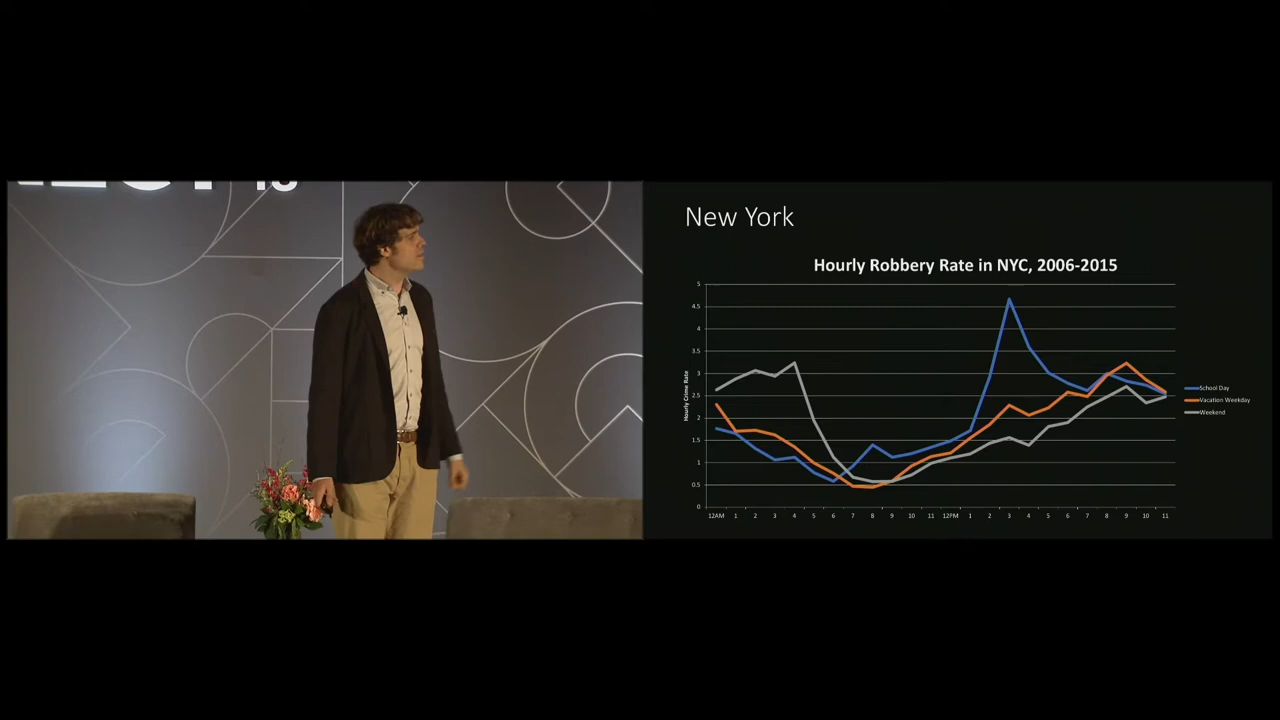 New York
Hourly Robbery Rate in NYC, 2006-2015
5
4.5
4
3.5
3
2.5
2
1.5
1
0.5
0
Hourly Crime Rate
12AM 1 2 3 4 5 6 7 8 9 10 11 12PM 1 2 3 4 5 6 7 8 9 10 11
School Day
Vacation Weekday
Weekend